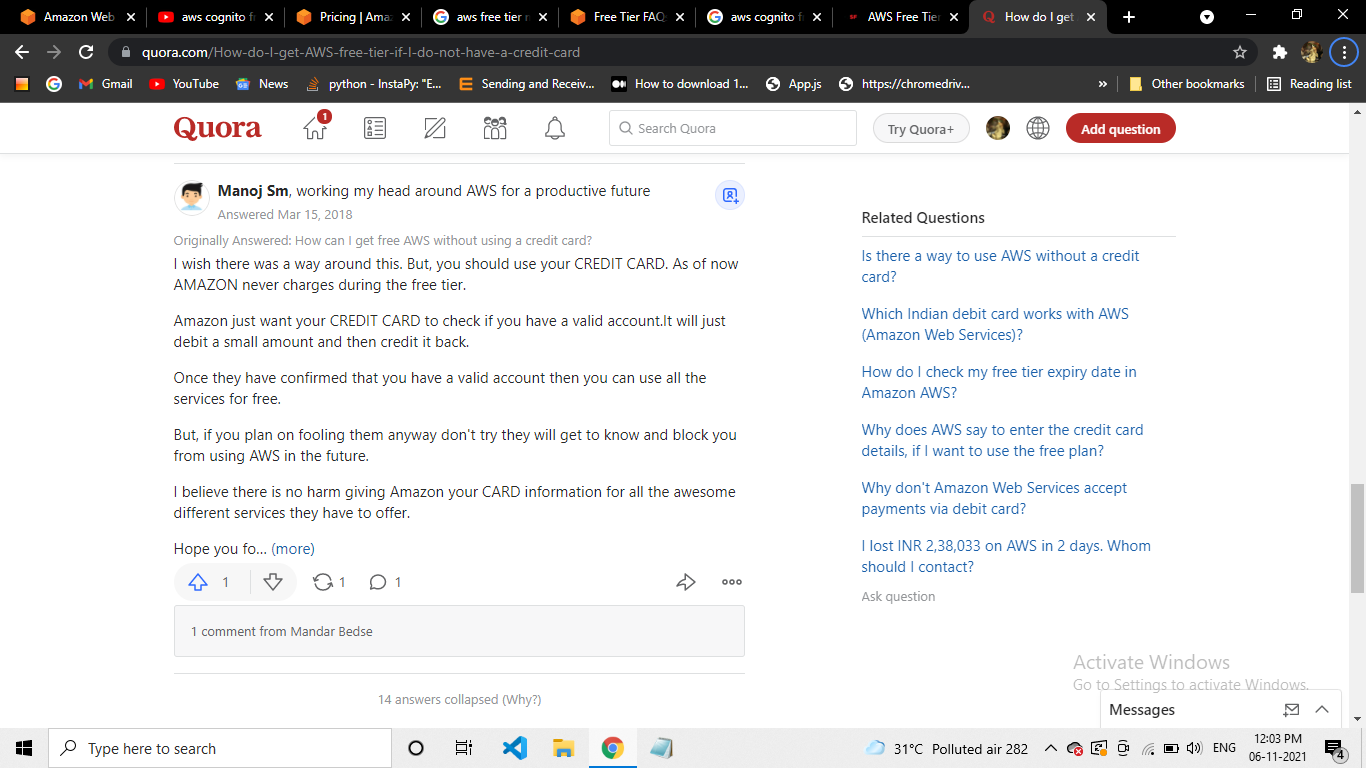 Amazon Web
aws cognito f
Pricing | Ama
aws free tier n
Free Tier FAQ
aws cognito f
AWS Free Tie
How do I get
quora.com/How-do-I-get-AWS-free-tier-if-I-do-not-have-a-credit-card
Gmail
YouTube
News
python - InstaPy: "E...
Sending and Receiv...
How to download 1...
App.js
https://chromedriv...
»
Other bookmarks
Reading list
Quora
1
Search Quora
Try Quora+
Add question
Manoj Sm, working my head around AWS for a productive future
Answered Mar 15, 2018
Originally Answered: How can I get free AWS without using a credit card?
I wish there was a way around this. But, you should use your CREDIT CARD. As of now
AMAZON never charges during the free tier.
Amazon just want your CREDIT CARD to check if you have a valid account.It will just
debit a small amount and then credit it back.
Once they have confirmed that you have a valid account then you can use all the
services for free.
But, if you plan on fooling them anyway don't try they will get to know and block you
from using AWS in the future.
I believe there is no harm giving Amazon your CARD information for all the awesome
different services they have to offer.
Hope you fo... (more)
1
1
1
1 comment from Mandar Bedse
14 answers collapsed (Why?)
Related Questions
Is there a way to use AWS without a credit
card?
Which Indian debit card works with AWS
(Amazon Web Services)?
How do I check my free tier expiry date in
Amazon AWS?
Why does AWS say to enter the credit card
details, if I want to use the free plan?
Why don't Amazon Web Services accept
payments via debit card?
I lost INR 2,38,033 on AWS in 2 days. Whom
should I contact?
Ask question
Activate Windows
Go to Settings to activate Windows.
Messages
Type here to search
31°C Polluted air 282
ENG
12:03 PM
06-11-2021
4